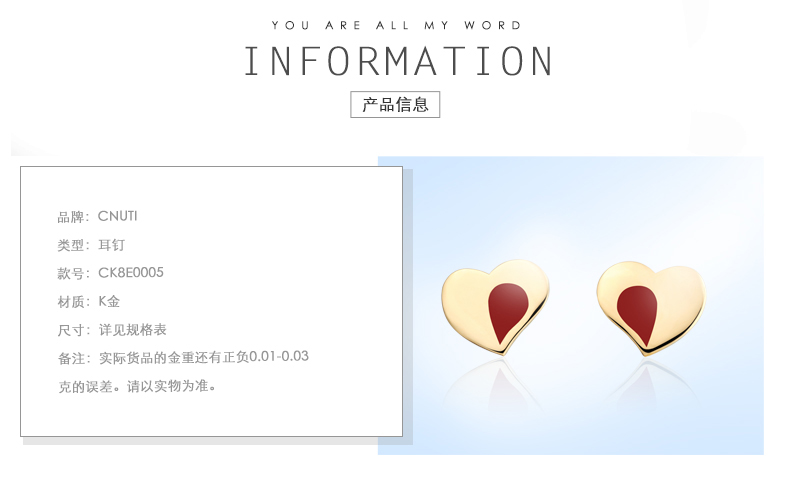 YOU ARE ALL MY WORD
INFORMATION
产品信息
品牌：CNUTI
类型：耳钉
款号：CK8E0005
材质：K金
尺寸：详见规格表
备注：实际货品的金重还有正负0.01-0.03
克的误差。请以实物为准。